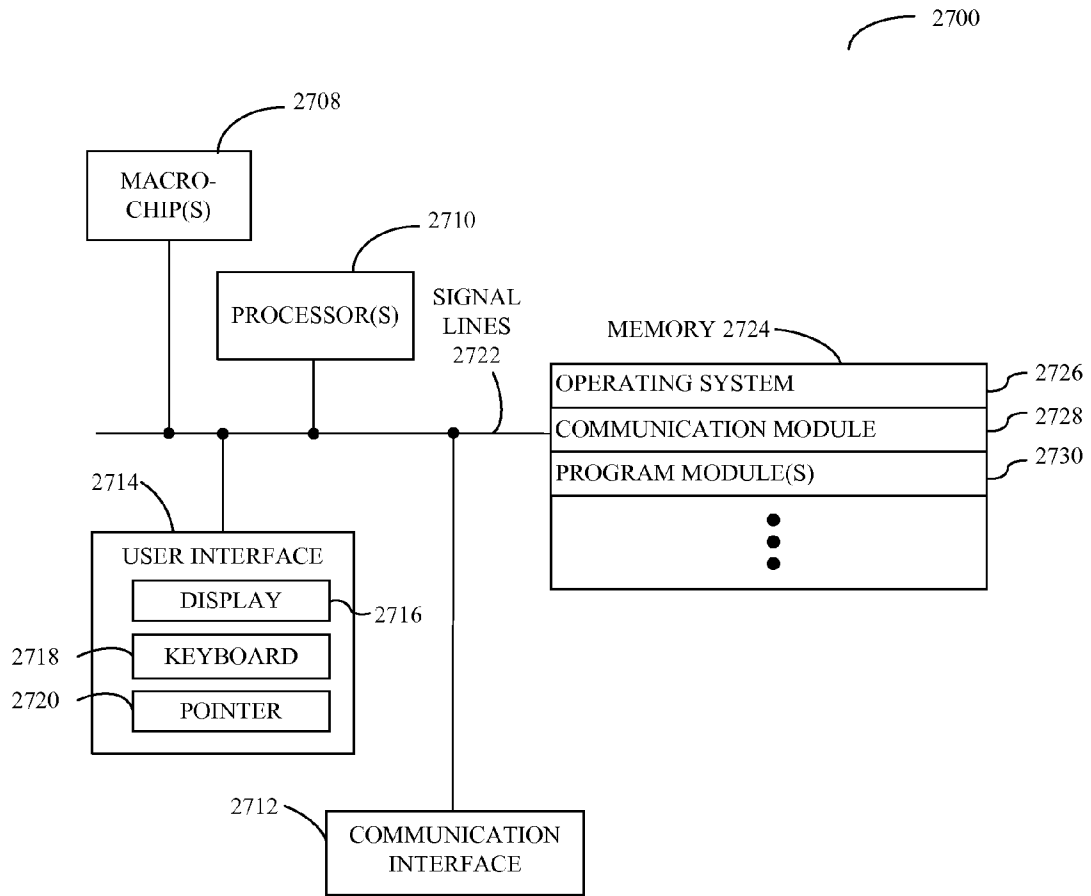 2700
2708
MACRO-
CHIP(S)
2710
PROCESSOR(S)
SIGNAL
LINES
2722
MEMORY 2724
OPERATING SYSTEM
2726
COMMUNICATION MODULE
2728
PROGRAM MODULE(S)
2730
2714
USER INTERFACE
DISPLAY
2716
2718
KEYBOARD
2720
POINTER
2712
COMMUNICATION
INTERFACE